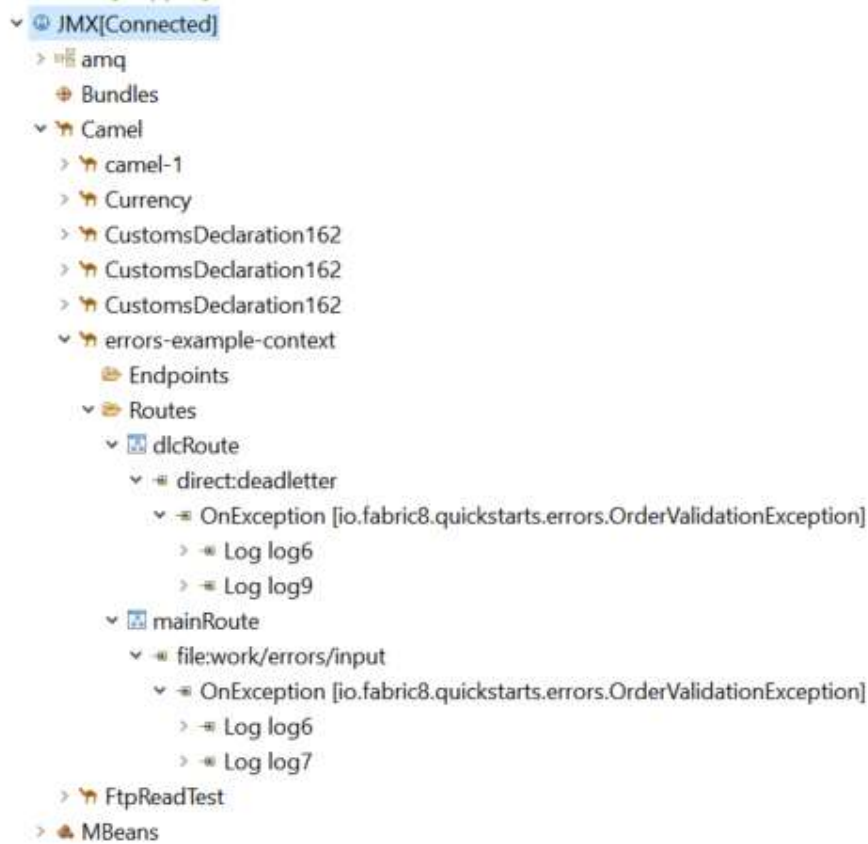 JMX[Connected]
amq
Bundles
Camel
camel-1
Currency
CustomsDeclaration162
CustomsDeclaration162
CustomsDeclaration162
errors-example-context
Endpoints
Routes
dlcRoute
direct:deadletter
OnException [io.fabric8.quickstarts.errors.OrderValidationException]
Log log6
Log log9
mainRoute
file:work/errors/input
OnException [io.fabric8.quickstarts.errors.OrderValidationException]
Log log6
Log log7
FtpReadTest
MBeans